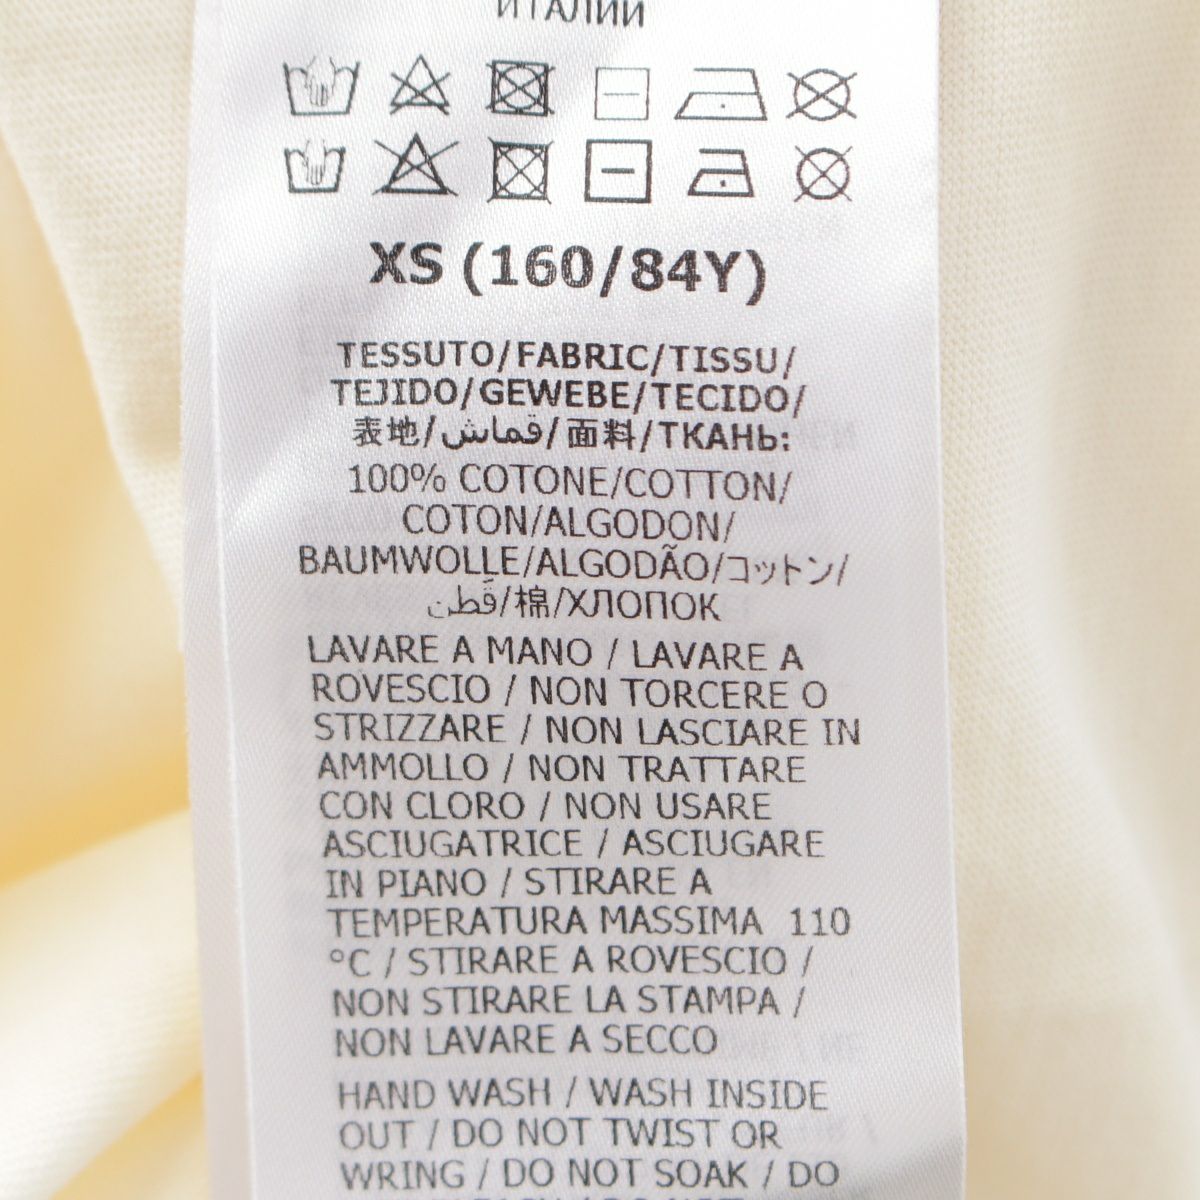 ИТАЛИИ
XS (160/84Y)
TESSUTO/FABRIC/TISSU/
TEJIDO/GEWEBE/TECIDO/
表地/قماش/面料/ТКАНЬ:
100% COTONE/COTTON/
COTON/ALGODON/
BAUMWOLLE/ALGODÃO/コットン/
قَطن/棉/ХЛОПОК
LAVARE A MANO / LAVARE A
ROVESCIO / NON TORCERE O
STRIZZARE / NON LASCIARE IN
AMMOLLO / NON TRATTARE
CON CLORO / NON USARE
ASCIUGATRICE / ASCIUGARE
IN PIANO / STIRARE A
TEMPERATURA MASSIMA 110
°C / STIRARE A ROVESCIO /
NON STIRARE LA STAMPA /
NON LAVARE A SECCO
HAND WASH / WASH INSIDE
OUT / DO NOT TWIST OR
WRING / DO NOT SOAK / DO